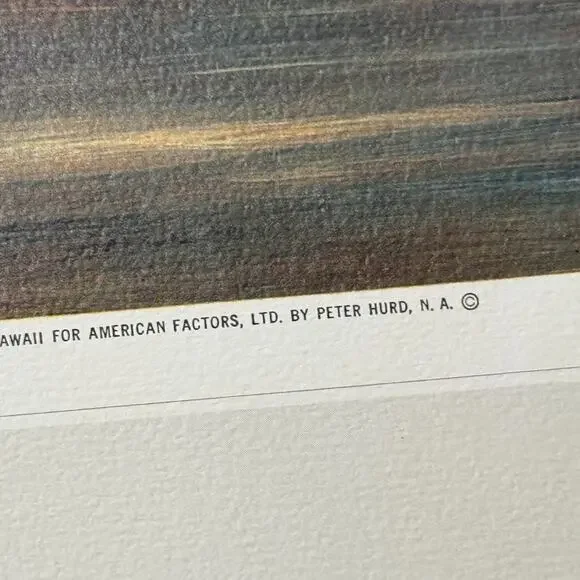 AWAII FOR AMERICAN FACTORS, LTD. BY PETER HURD, N. A. ©